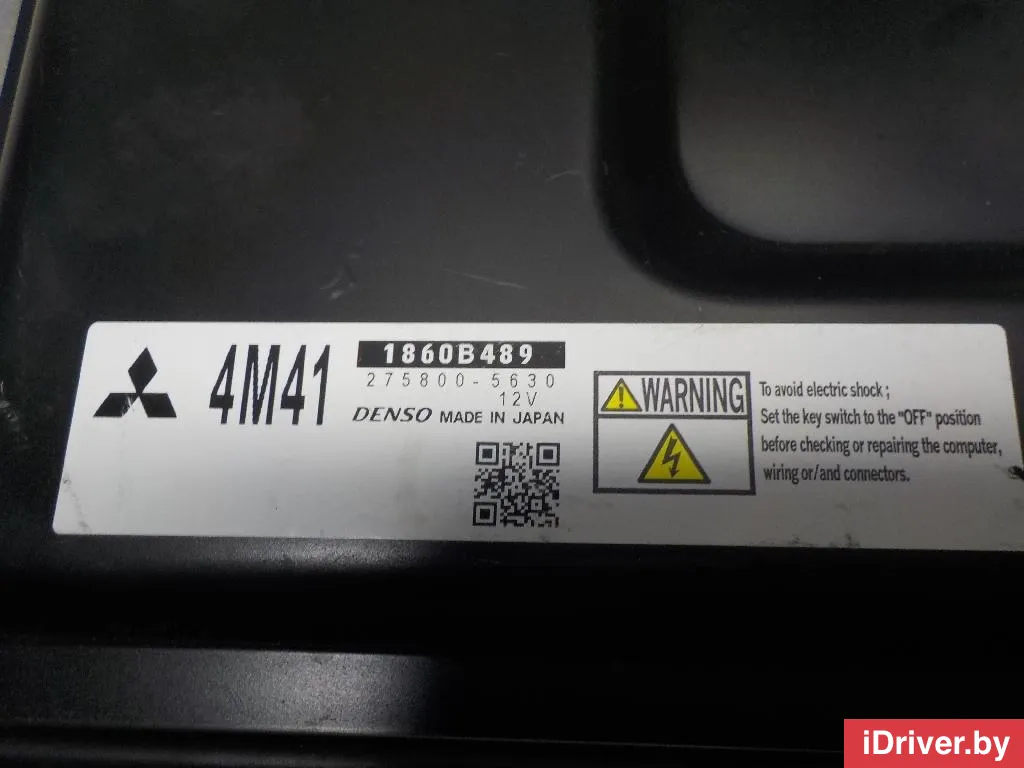 4M41
1860B489
275800-5630
12V
DENSO MADE IN JAPAN
WARNING
To avoid electric shock;
Set the key switch to the "OFF" position
before checking or repairing the computer,
wiring or/and connectors.
iDriver.by